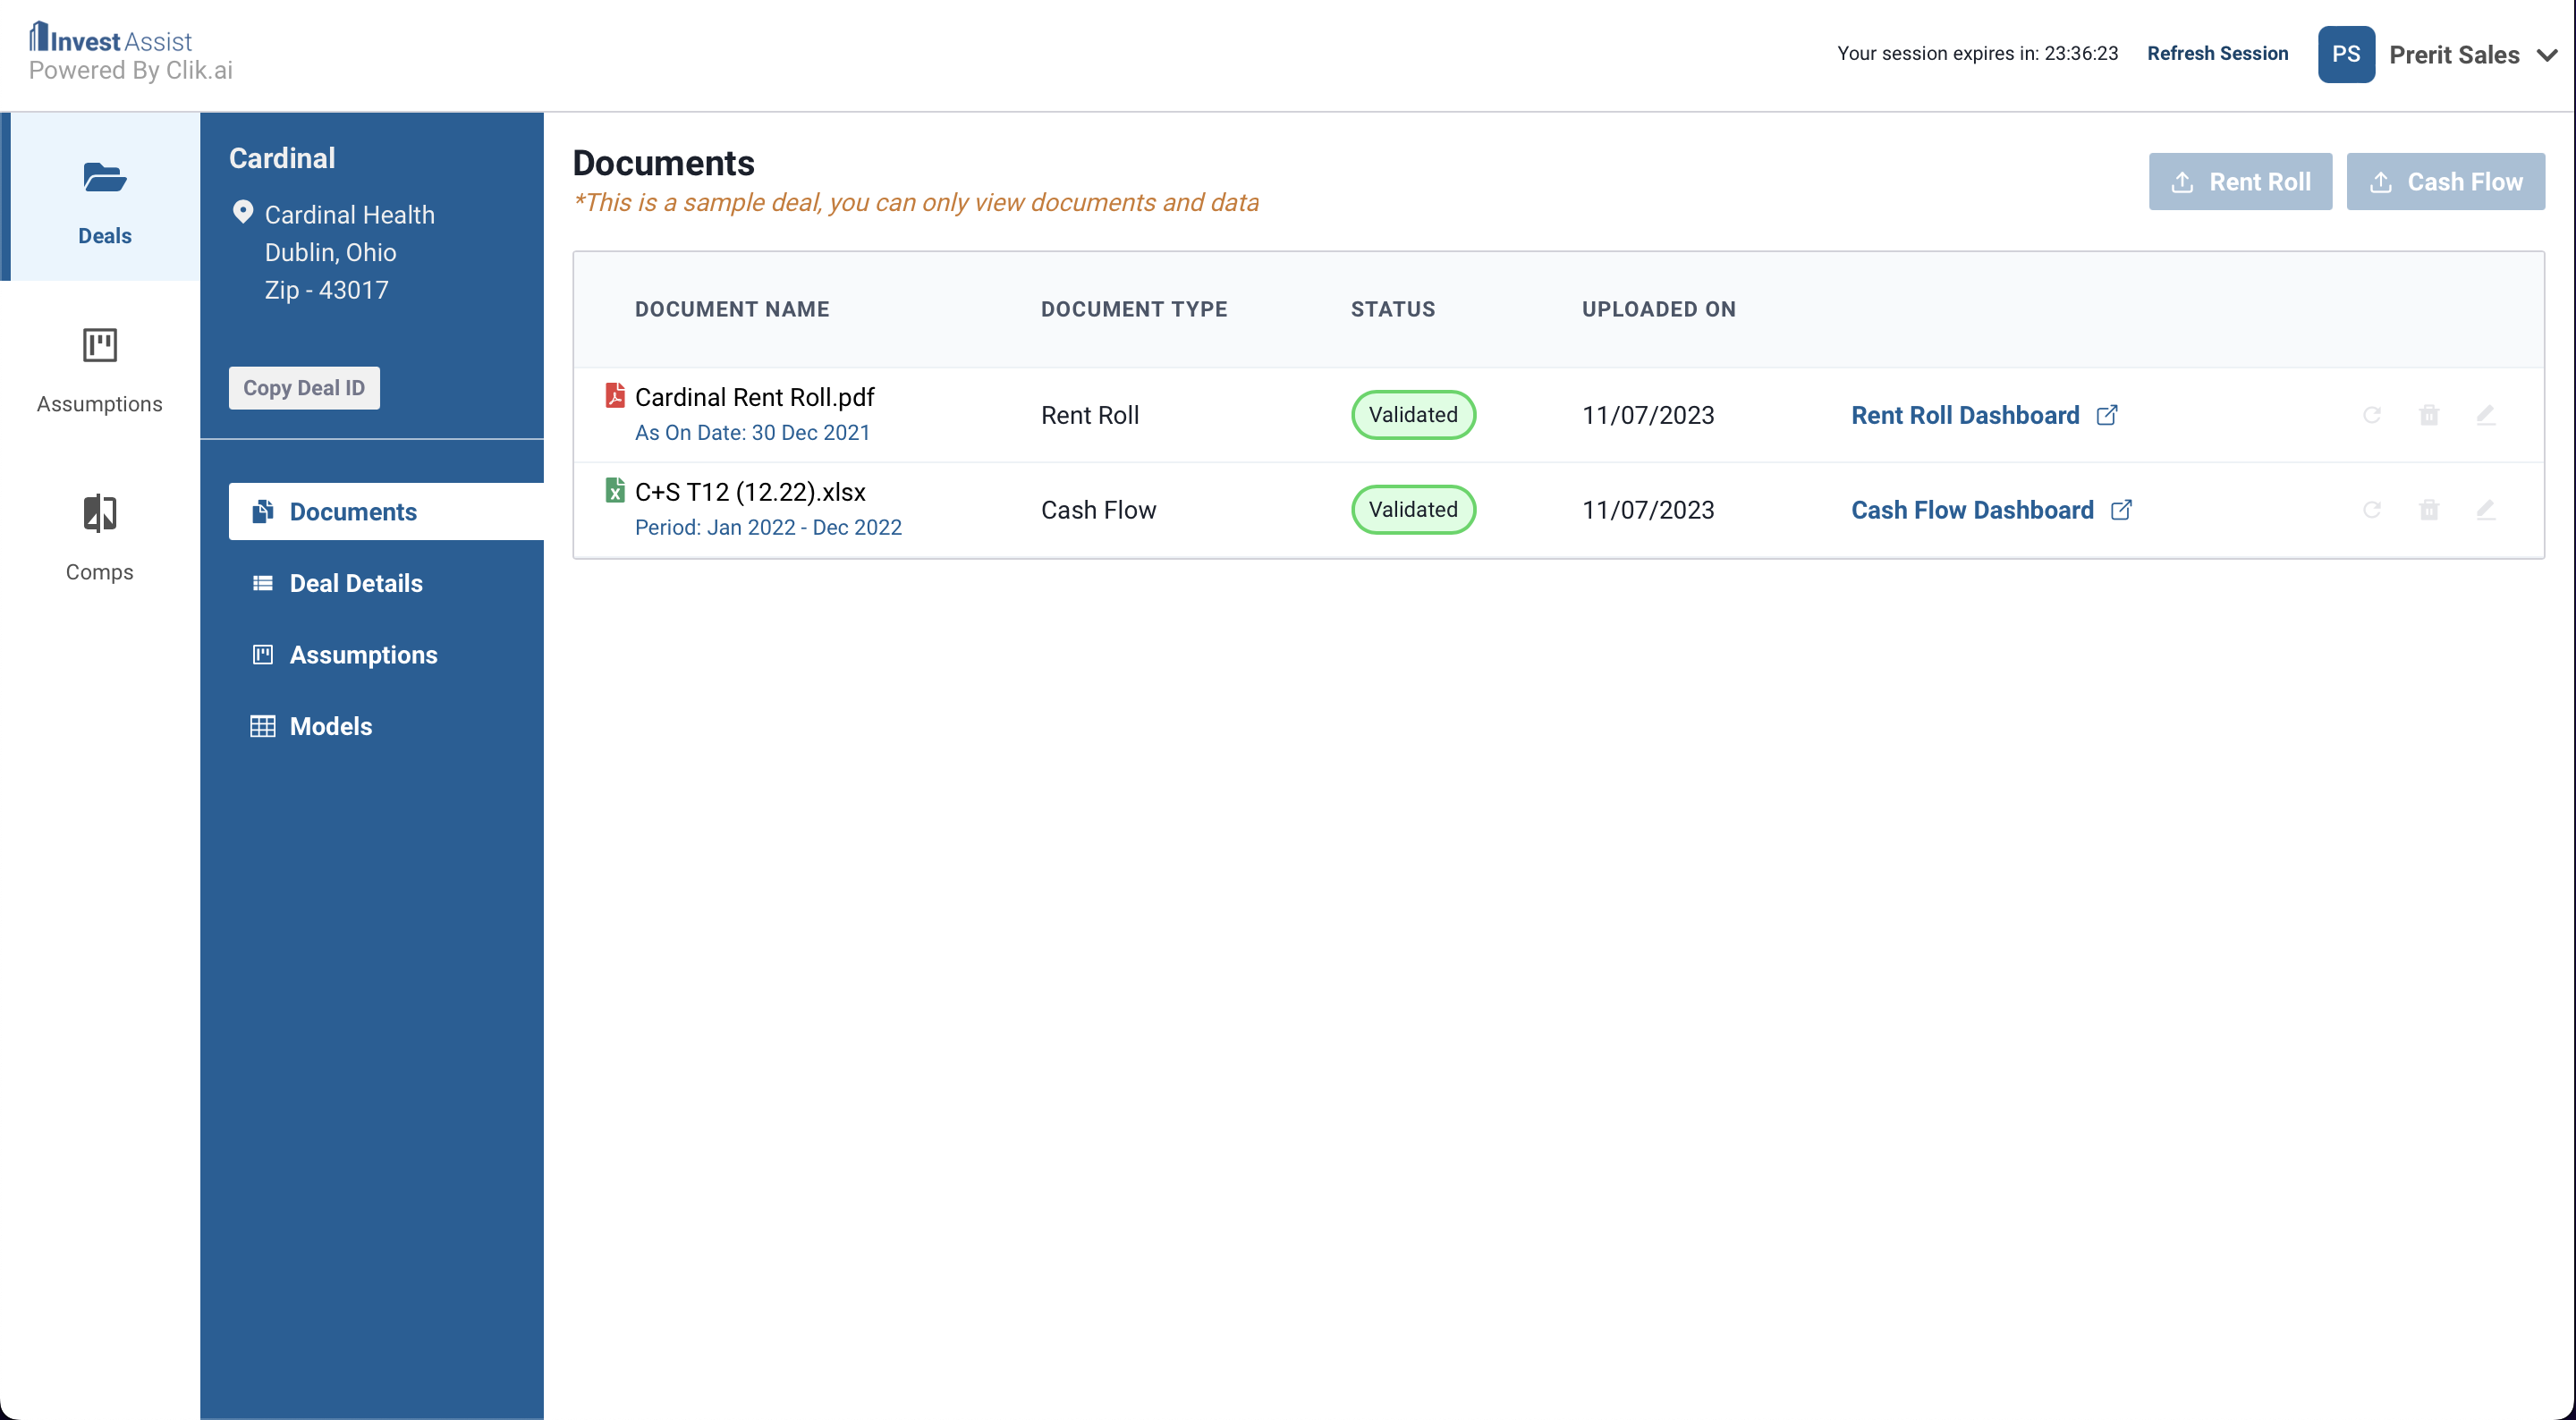 InvestAssist
Powered By Clik.ai
Your session expires in: 23:36:23
Refresh Session
PS
Prerit Sales
Deals
Assumptions
Comps
Cardinal
Cardinal Health
Dublin, Ohio
Zip - 43017
Copy Deal ID
Documents
Deal Details
Assumptions
Models
Documents
*This is a sample deal, you can only view documents and data
Rent Roll
Cash Flow
DOCUMENT NAME DOCUMENT TYPE STATUS UPLOADED ON
Cardinal Rent Roll.pdf
As On Date: 30 Dec 2021
Rent Roll
Validated
11/07/2023
Rent Roll Dashboard
C+S T12 (12.22).xlsx
Period: Jan 2022 - Dec 2022
Cash Flow
Validated
11/07/2023
Cash Flow Dashboard